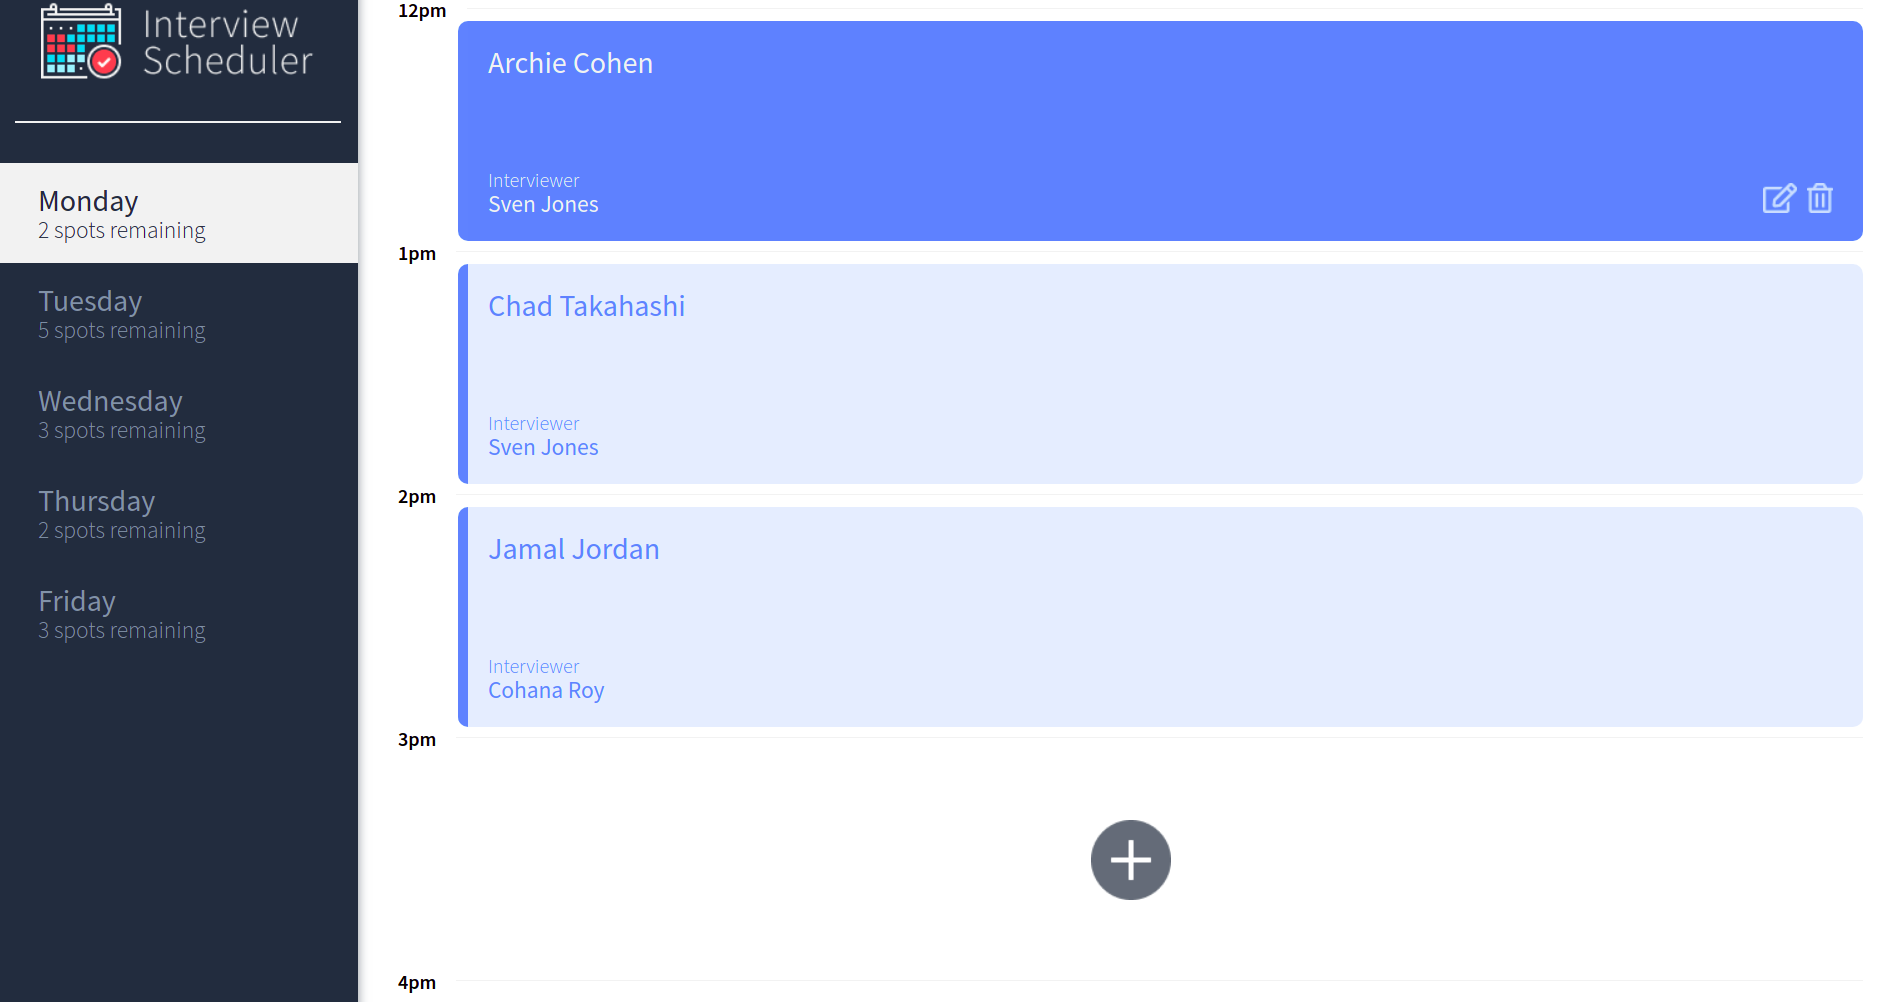 Interview
Scheduler
Monday
2 spots remaining
Tuesday
5 spots remaining
Wednesday
3 spots remaining
Thursday
2 spots remaining
Friday
3 spots remaining
12pm
Archie Cohen
Interviewer
Sven Jones
1pm
Chad Takahashi
Interviewer
Sven Jones
2pm
Jamal Jordan
Interviewer
Cohana Roy
3pm
4pm